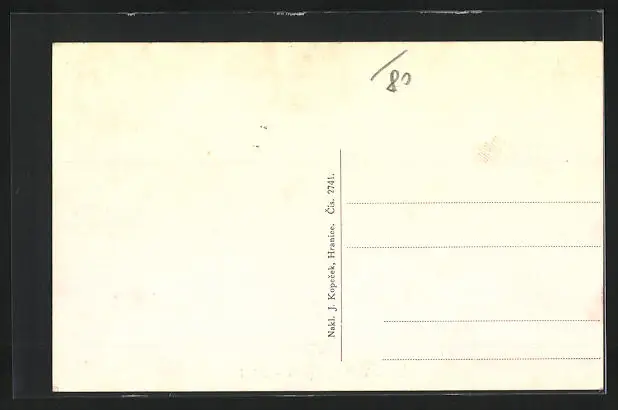 /80
Nakl. J. Kopeček, Hranice. Čís. 2741.